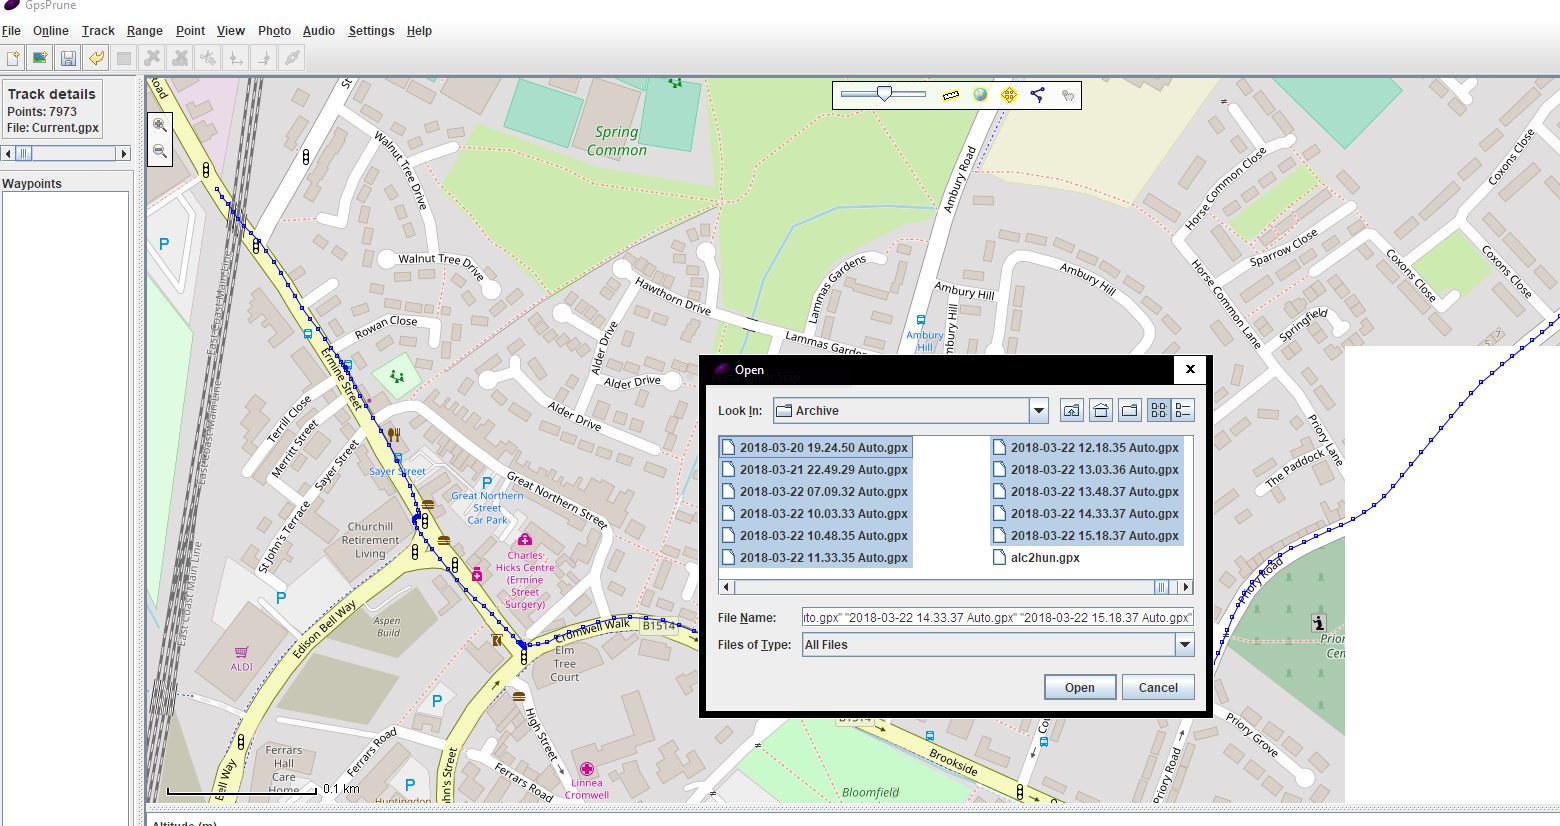 GpsPrune
File Online Track Range Point View Photo Audio Settings Help
Track details
Points: 7973
File: Current.gpx
Waypoints
Road
Spring
Common
Walnut Tree Drive
Walnut Tree Drive
Ambury Road
Horse Common Close
Coxons Close
Sparrow Close
Coxons Close
Coxons Close
P
East Coast Main Line
East Coast Main Line
East Coast Main Line
Hawthorn Drive
Lammas Gardens
Ambury Hill
Ambury Hill
Horse Common Lane
Springfield
Rowan Close
Ermine Street
Alder Drive
Alder Drive
Alder Drive
Ambury
Hill
Terrill Close
Merritt Street
Sayer Street
Sayer Street
Great Northern Street
P
Great Northern
Street
Car Park
St John's Terrace
Churchill
Retirement
Living
Charles
Hicks Centre
(Ermine
Street
Surgery)
Priory Lane
The Paddock
Priory Road
P
Edison Bell Way
Aspen
Build
Cromwell Walk
B1514
Elm
Tree
Court
ALDI
P
High Street
Ferrars Road
Ferrars Road
Ferrars
Hall
Care
Home
P
Linnea
Cromwell
Brookside
Bloomfield
Priory Grove
Priory Road
0.1 km
Open
Look In: Archive
2018-03-20 19.24.50 Auto.gpx
2018-03-21 22.49.29 Auto.gpx
2018-03-22 07.09.32 Auto.gpx
2018-03-22 10.03.33 Auto.gpx
2018-03-22 10.48.35 Auto.gpx
2018-03-22 11.33.35 Auto.gpx
2018-03-22 12.18.35 Auto.gpx
2018-03-22 13.03.36 Auto.gpx
2018-03-22 13.48.37 Auto.gpx
2018-03-22 14.33.37 Auto.gpx
2018-03-22 15.18.37 Auto.gpx
alc2hun.gpx
File Name: ito.gpx" "2018-03-22 14.33.37 Auto.gpx" "2018-03-22 15.18.37 Auto.gpx"
Files of Type: All Files
Open Cancel